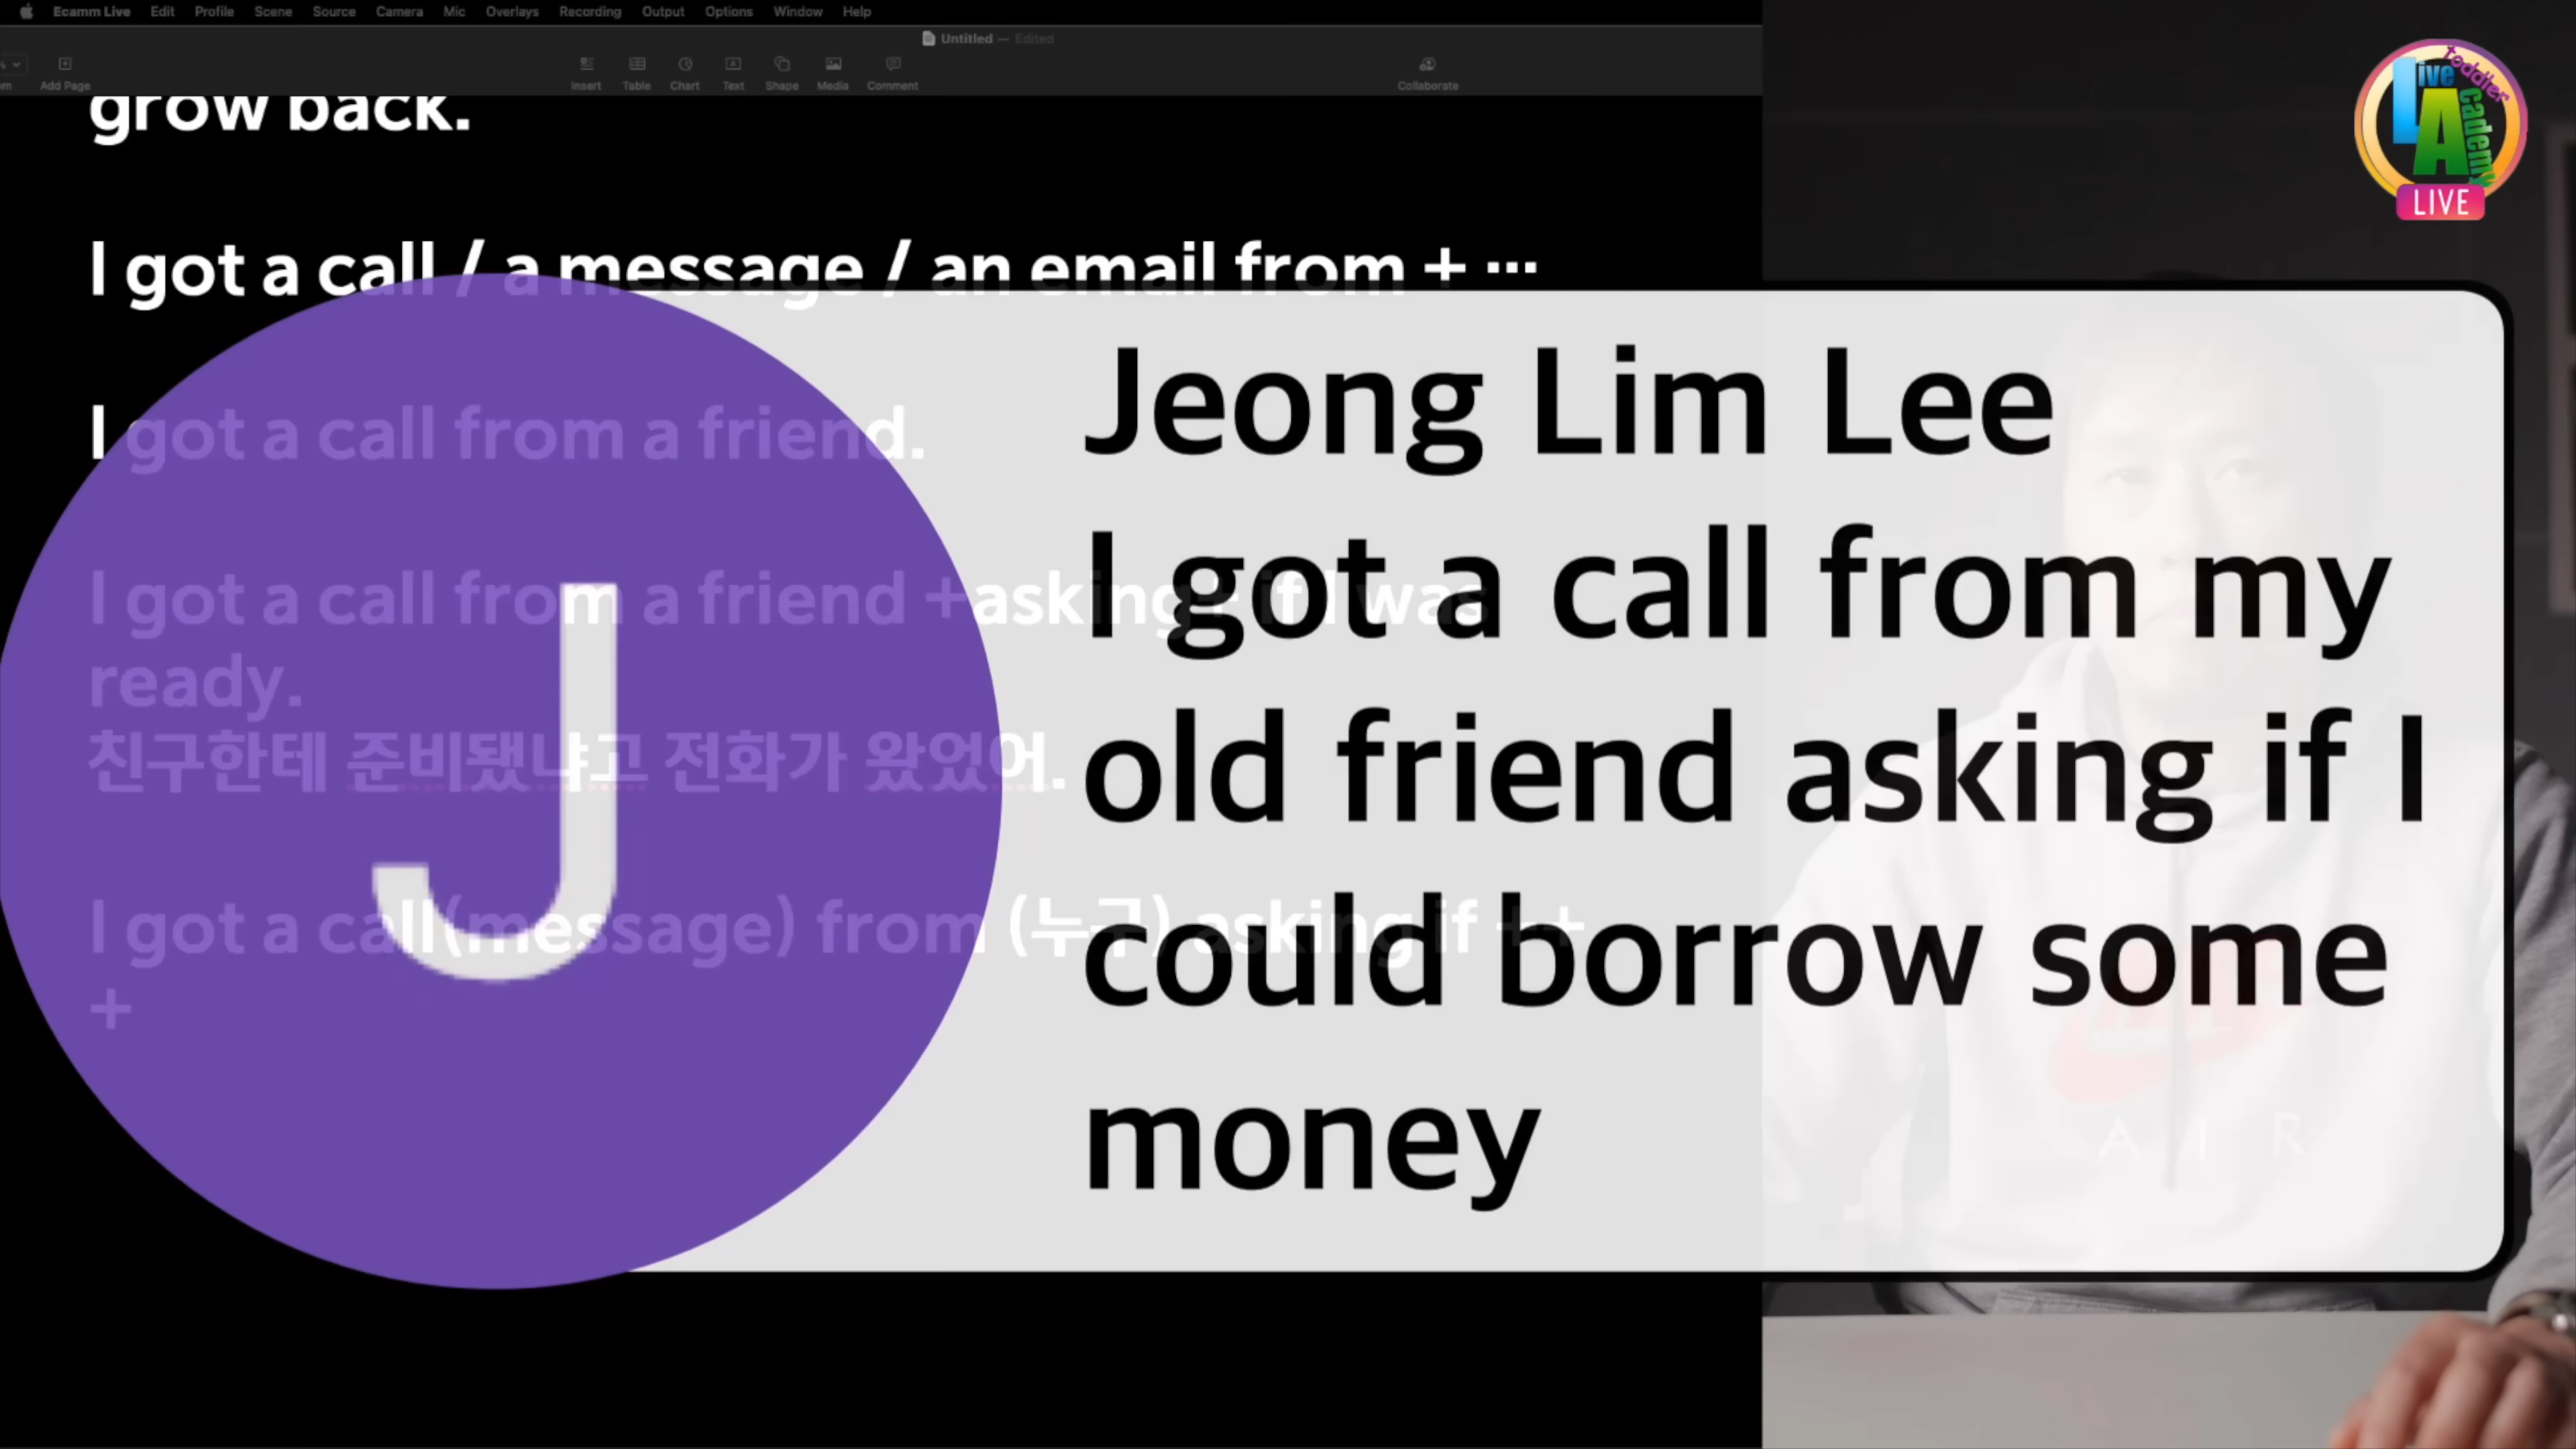 Ecamm Live Edit Profile Scene Source Camera Mic Overlays Recording Output Options Window Help
Untitled — Edited
Add Page Insert Table Chart Text Shape Media Comment Collaborate
grow back.
I got a call / a message / an email from + ...
I got a call from a friend.
I got a call from a friend +asking+ if I was
ready.
친구한테 준비됐냐고 전화가 왔었어.
I got a call(message) from (누구) asking if ++
+
J
Jeong Lim Lee
I got a call from my
old friend asking if I
could borrow some
money
Live
Toddler
Academy
LIVE
AIR